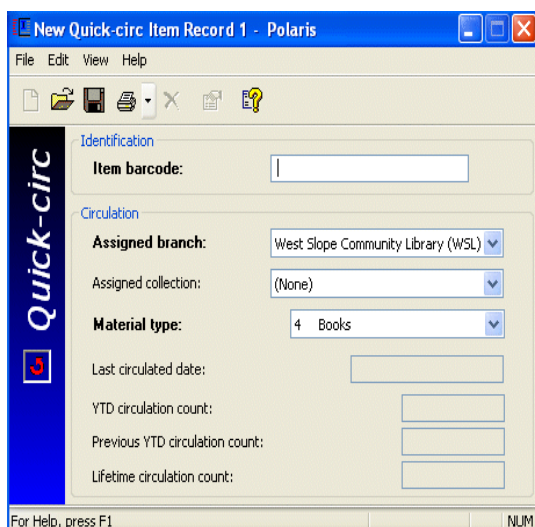 New Quick-circ Item Record 1 - Polaris
File Edit View Help
Quick-circ
Identification
Item barcode:
Circulation
Assigned branch: West Slope Community Library (WSL)
Assigned collection: (None)
Material type: 4 Books
Last circulated date:
YTD circulation count:
Previous YTD circulation count:
Lifetime circulation count:
For Help, press F1 NUM